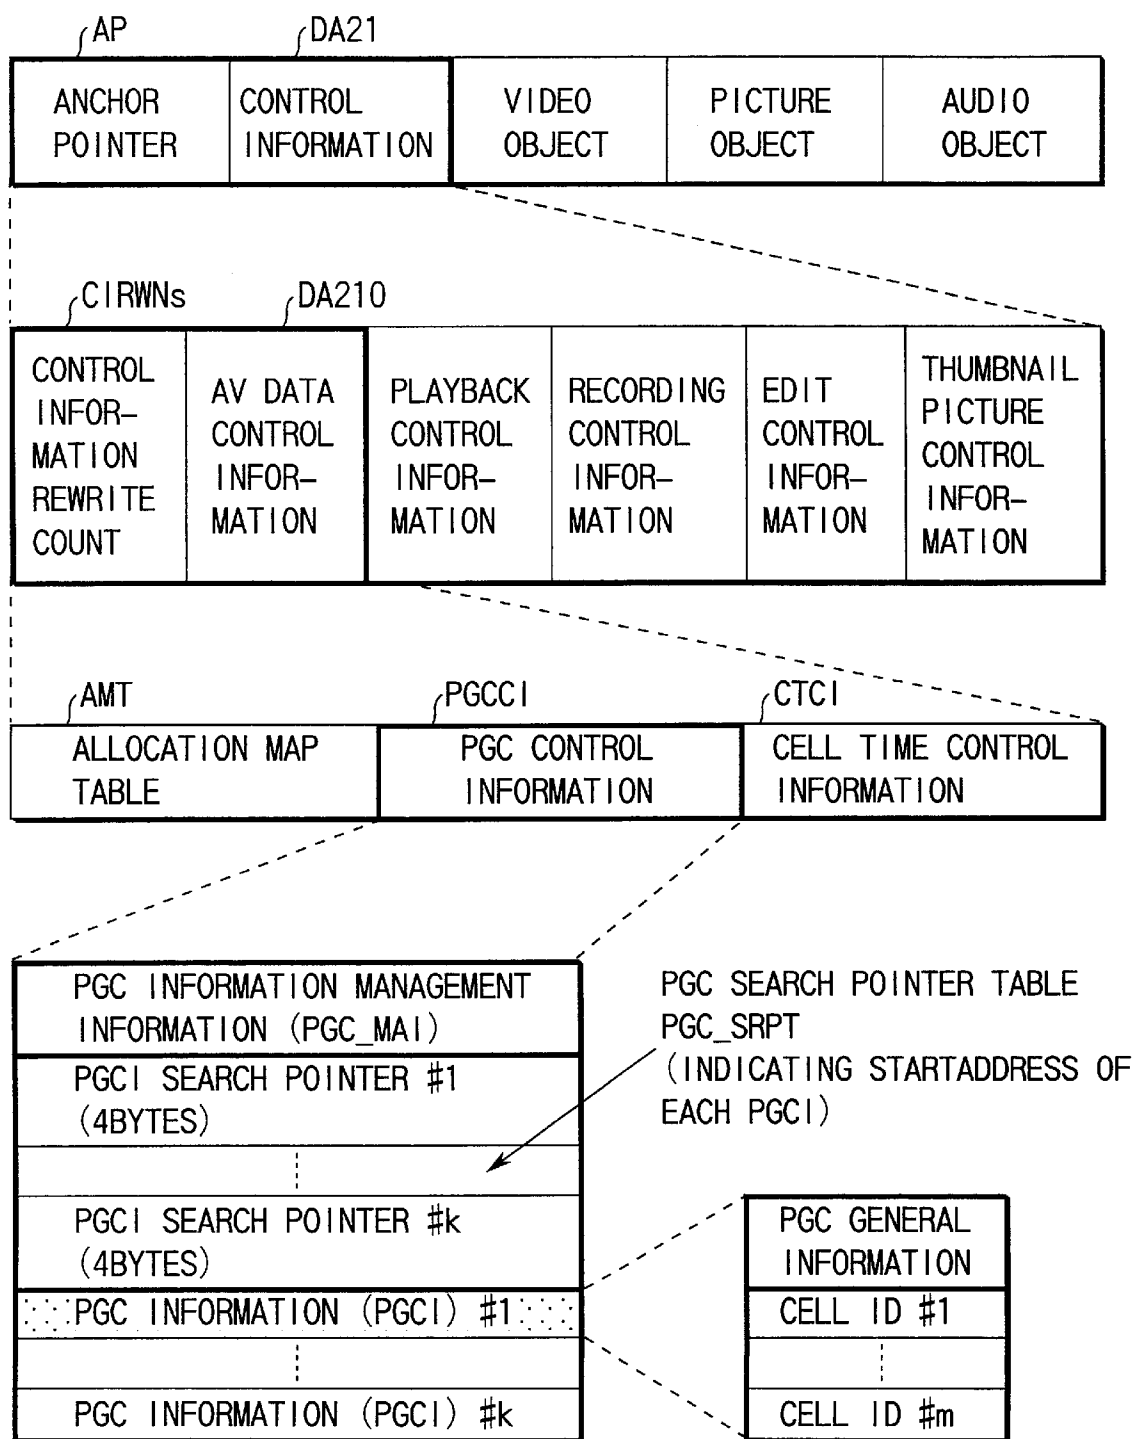 AP
DA21
ANCHOR
POINTER
CONTROL
INFORMATION
VIDEO
OBJECT
PICTURE
OBJECT
AUDIO
OBJECT
CIRWNs
DA210
CONTROL
INFOR-
MATION
REWRITE
COUNT
AV DATA
CONTROL
INFOR-
MATION
PLAYBACK
CONTROL
INFOR-
MATION
RECORDING
CONTROL
INFOR-
MATION
EDIT
CONTROL
INFOR-
MATION
THUMBNAIL
PICTURE
CONTROL
INFOR-
MATION
AMT
PGCCI
CTCI
ALLOCATION MAP
TABLE
PGC CONTROL
INFORMATION
CELL TIME CONTROL
INFORMATION
PGC INFORMATION MANAGEMENT
INFORMATION (PGC_MAI)
PGCI SEARCH POINTER #1
(4BYTES)
PGCI SEARCH POINTER #k
(4BYTES)
PGC INFORMATION (PGCI) #1
PGC INFORMATION (PGCI) #k
PGC SEARCH POINTER TABLE
PGC_SRPT
(INDICATING STARTADDRESS OF
EACH PGCI)
PGC GENERAL
INFORMATION
CELL ID #1
CELL ID #m